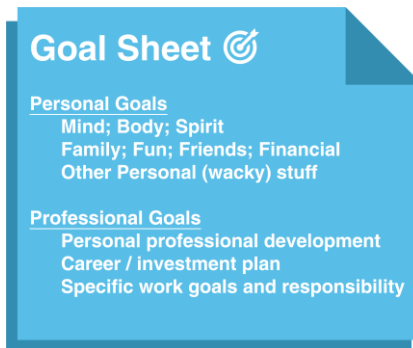 Goal Sheet
Personal Goals
Mind; Body; Spirit
Family; Fun; Friends; Financial
Other Personal (wacky) stuff
Professional Goals
Personal professional development
Career / investment plan
Specific work goals and responsibility